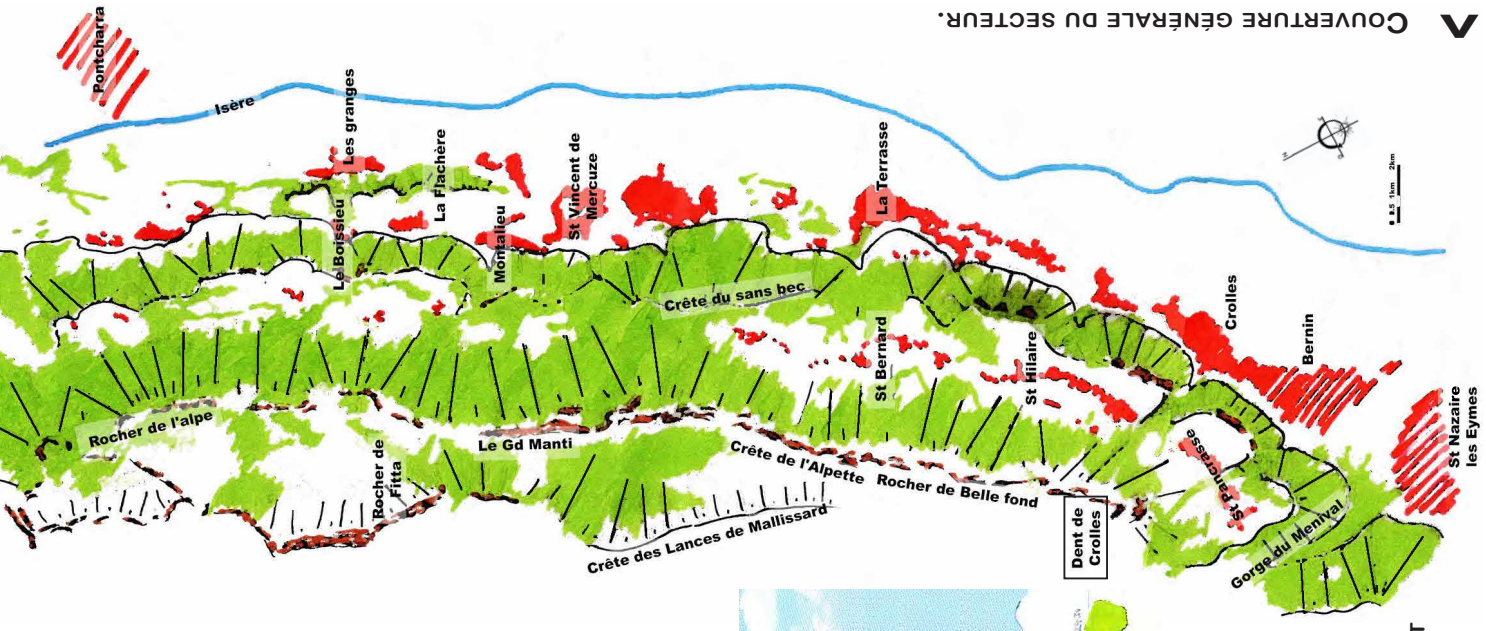 COUVERTURE GÉNÉRALE DU SECTEUR.
Pontcharra
Isère
Les granges
La Flachère
Le Boissieu
Montalieu
St Vincent de
Mercuze
La Terrasse
Crête du sans bec
Crolles
Bernin
St Bernard
St Hilaire
St Nazaire
les Eymes
St Pancrasse
Gorge du Menival
Rocher de l'alpe
Le Gd Manti
Rocher de
Fitta
Crête de l'Alpette
Rocher de Belle fond
Dent de
Crolles
Crête des Lances de Mallissard
0 0.5 1km 2km
T